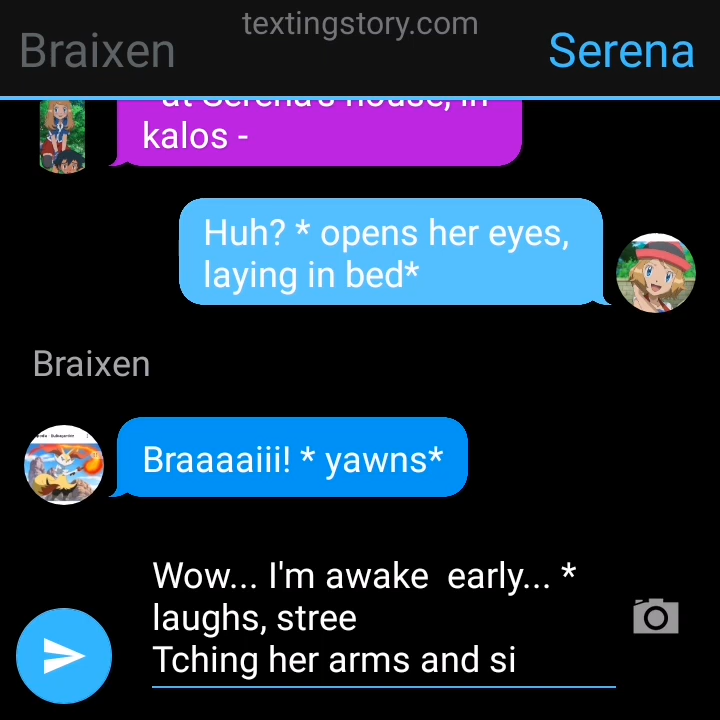 textingstory.com
Braixen
Serena
at Serena's house, in
kalos -
Huh? * opens her eyes,
laying in bed*
Braixen
Braaaaiii! * yawns*
Wow... I'm awake  early... *
laughs, stree
Tching her arms and si